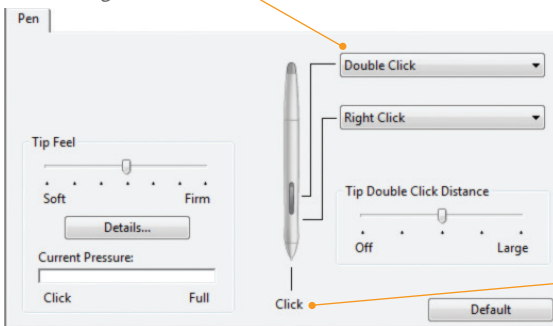 Pen
Double Click
Right Click
Tip Feel
Soft Firm
Details...
Current Pressure:
Click Full
Tip Double Click Distance
Off Large
Click
Default